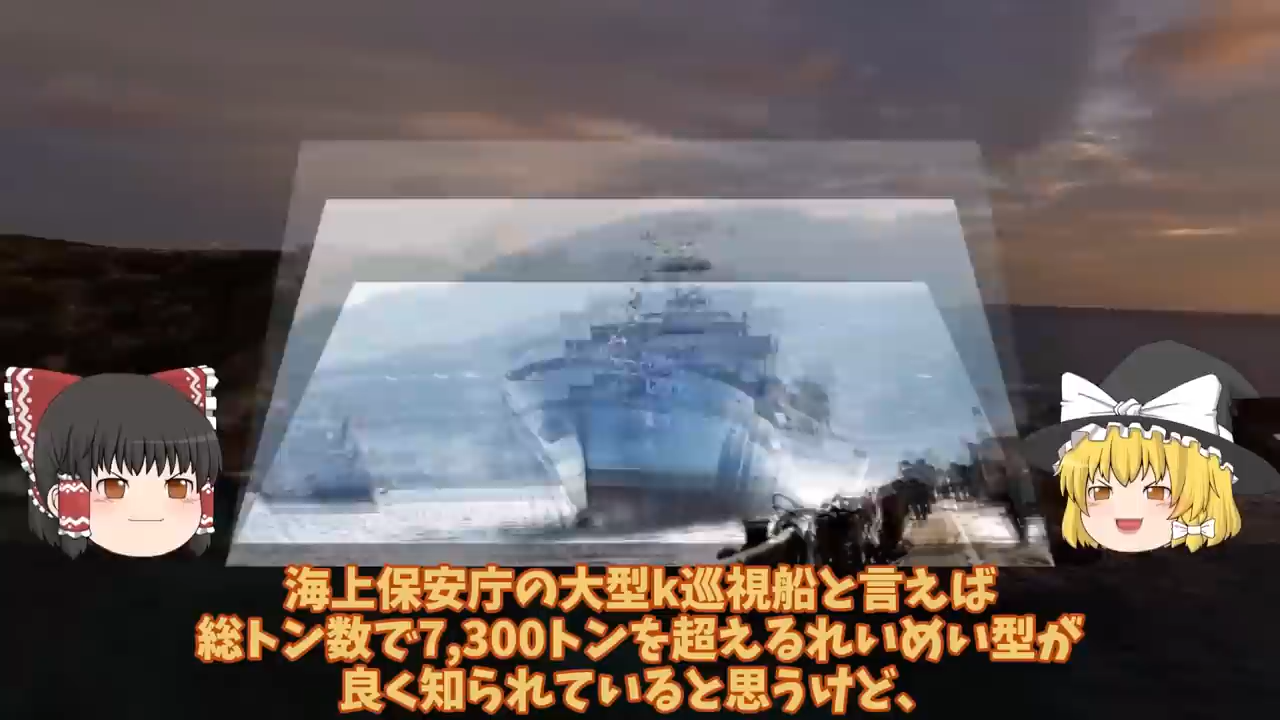 海上保安庁の大型k巡視船と言えば
総トン数で7,300トンを超えるれいめい型が
良く知られていると思うけど、